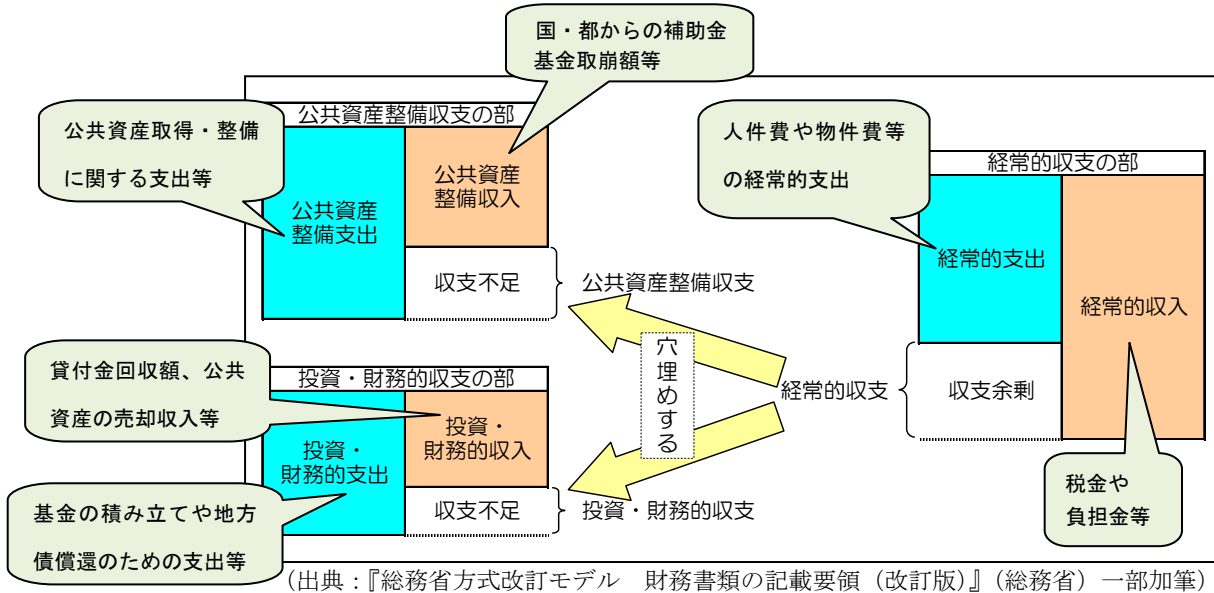 国・都からの補助金
基金取崩額等
公共資産整備収支の部
公共資産取得・整備
に関する支出等
公共資産
整備収入
公共資産
整備支出
収支不足
公共資産整備収支
人件費や物件費等
の経常的支出
経常的収支の部
経常的支出
経常的収入
穴埋めする
経常的収支
収支余剰
貸付金回収額、公共
資産の売却収入等
投資・財務的収支の部
投資・
財務的収入
投資・
財務的支出
収支不足
投資・財務的収支
基金の積み立てや地方
債償還のための支出等
税金や
負担金等
（出典：『総務省方式改訂モデル　財務書類の記載要領（改訂版）』（総務省）一部加筆）